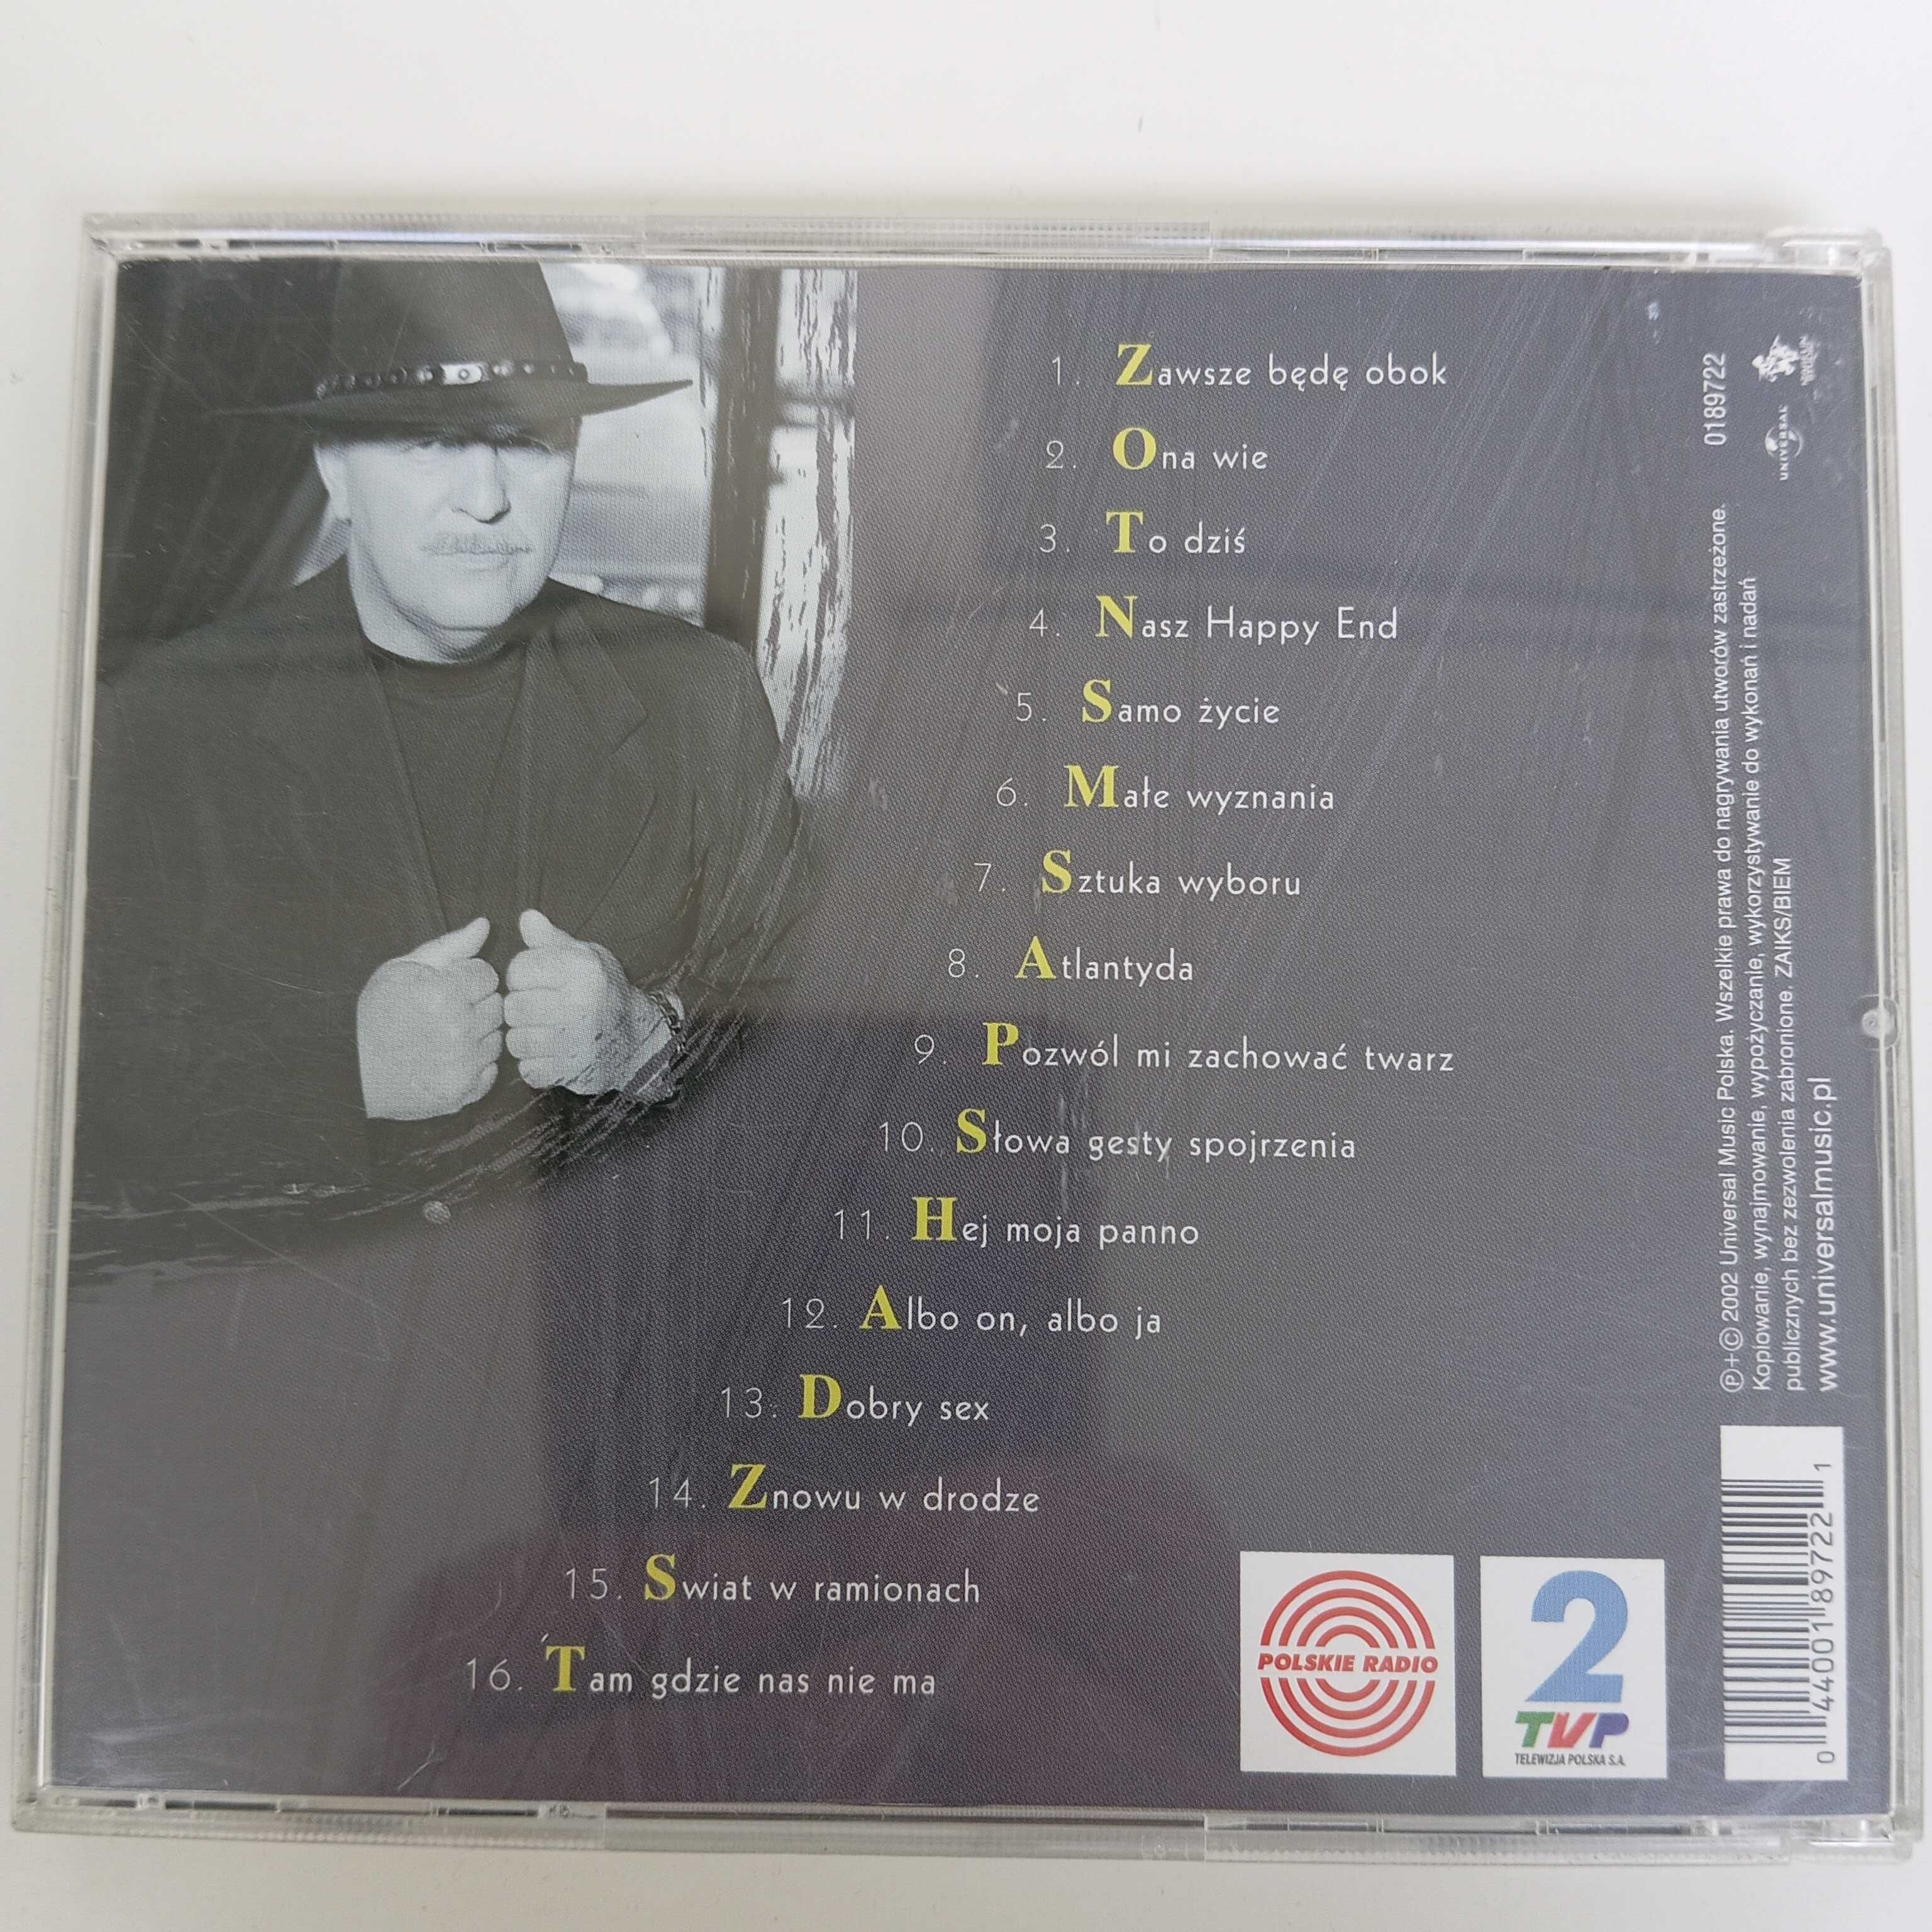 1. Zawsze będę obok
2. Ona wie
3. To dziś
4. Nasz Happy End
5. Samo życie
6. Małe wyznania
7. Sztuka wyboru
8. Atlantyda
9. Pozwól mi zachować twarz
10. Słowa gesty spojrzenia
11. Hej moja panno
12. Albo on, albo ja
13. Dobry sex
14. Znowu w drodze
15. Swiat w ramionach
16. Tam gdzie nas nie ma
POLSKIE RADIO
2
TVP
TELEWIZJA POLSKA S.A.
Ⓟ+© 2002 Universal Music Polska. Wszelkie prawa do nagrywania utworów zastrzeżone.
Kopiowanie, wynajmowanie, wypożyczanie, wykorzystywanie do wykonań i nadań
publicznych bez zezwolenia zabronione. ZAIKS/BIEM
www.universalmusic.pl
0189722
UNIVERSAL
0 44001 89722 1